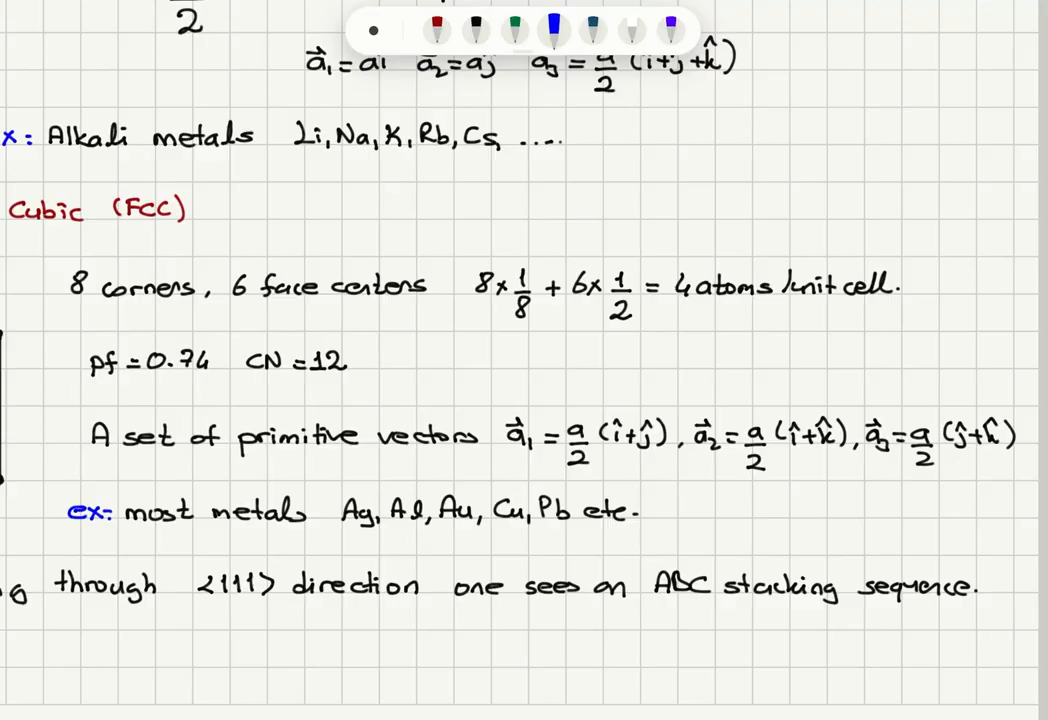 2
a⃗₁ = aî a⃗₂ = aĵ a⃗₃ = a/2 (î+ĵ+k̂)
x: Alkali metals Li, Na, K, Rb, Cs, ....
Cubic (FCC)
8 corners, 6 face centers 8×1/8 + 6×1/2 = 4 atoms/unit cell.
pf = 0.74 CN = 12
A set of primitive vectors a⃗₁ = a/2 (î+ĵ), a⃗₂ = a/2 (î+k̂), a⃗₃ = a/2 (ĵ+k̂)
ex: most metals Ag, Al, Au, Cu, Pb etc.
through <111> direction one sees an ABC stacking sequence.